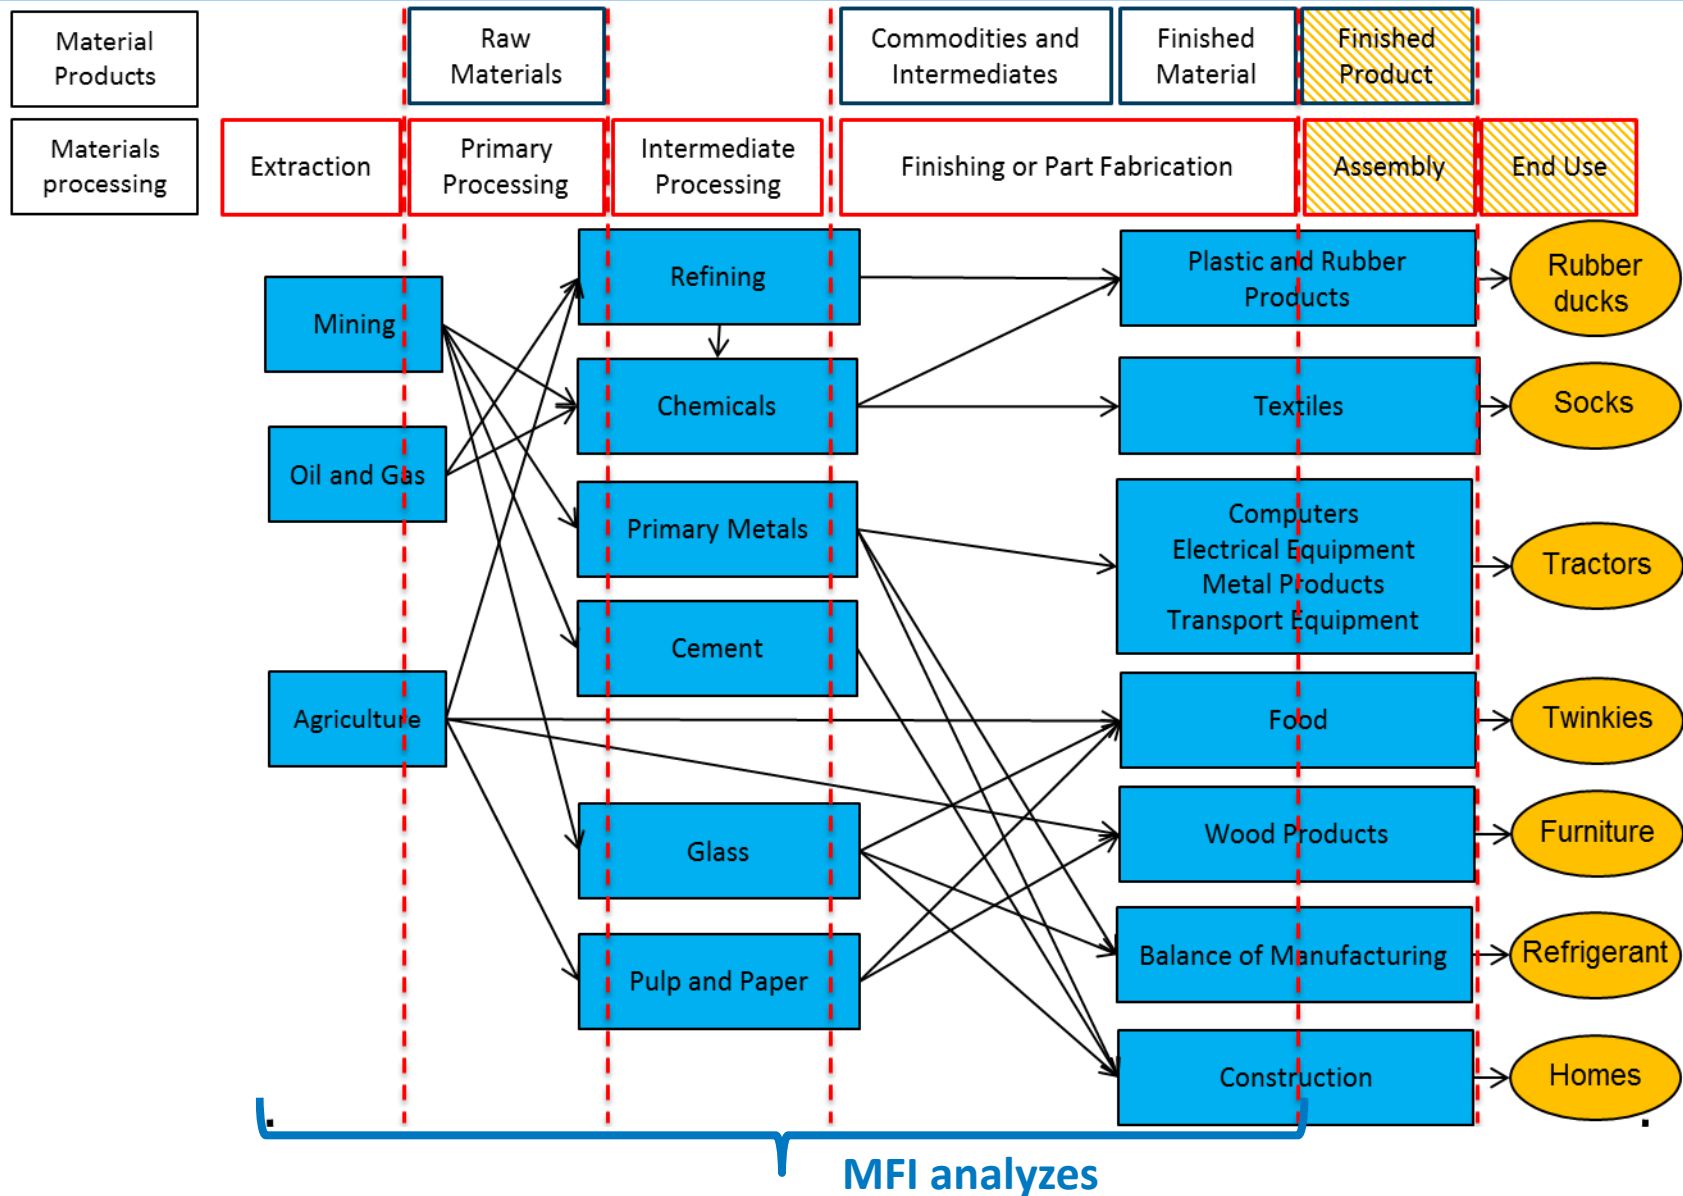 Material
Products
Raw
Materials
Commodities and
Intermediates
Finished
Material
Finished
Product
Materials
processing
Extraction
Primary
Processing
Intermediate
Processing
Finishing or Part Fabrication
Assembly
End Use
Mining
Oil and Gas
Agriculture
Refining
Chemicals
Primary Metals
Cement
Glass
Pulp and Paper
Plastic and Rubber
Products
Textiles
Computers
Electrical Equipment
Metal Products
Transport Equipment
Food
Wood Products
Balance of Manufacturing
Construction
Rubber
ducks
Socks
Tractors
Twinkies
Furniture
Refrigerant
Homes
MFI analyzes